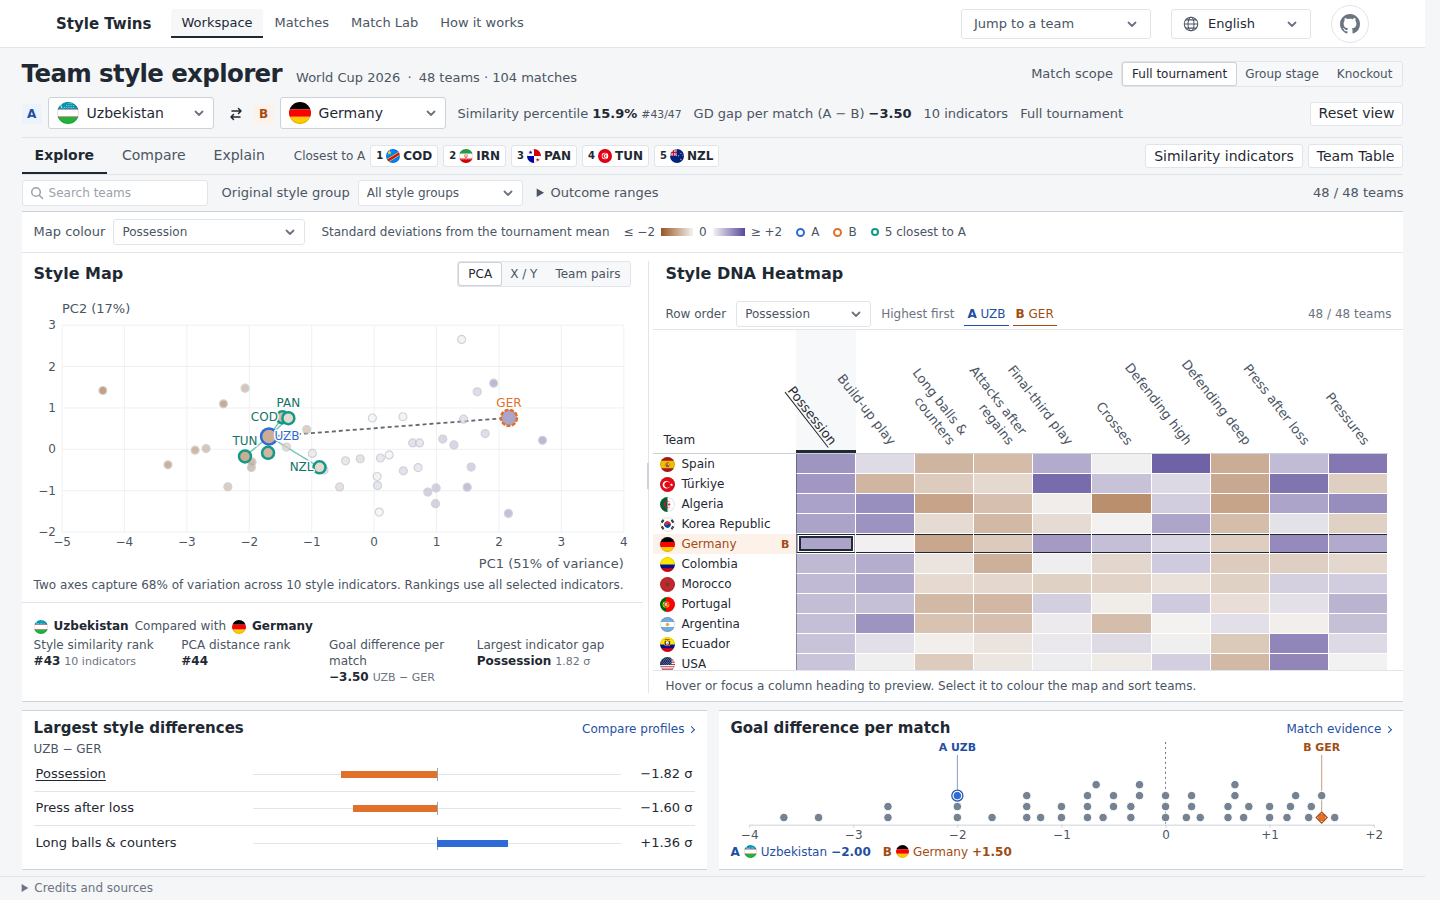 Style Twins Workspace Matches Match Lab How it works Jump to a team English
Team style explorer World Cup 2026 · 48 teams · 104 matches Match scope Full tournament Group stage Knockout
A Uzbekistan B Germany Similarity percentile 15.9% #43/47 GD gap per match (A − B) −3.50 10 indicators Full tournament Reset view
Explore Compare Explain Closest to A 1 COD 2 IRN 3 PAN 4 TUN 5 NZL Similarity indicators Team Table
Search teams Original style group All style groups Outcome ranges 48 / 48 teams
Map colour Possession Standard deviations from the tournament mean ≤ −2 0 ≥ +2 A B 5 closest to A
Style Map PCA X / Y Team pairs
PC2 (17%)
3
2
1
0
−1
−2
−5 −4 −3 −2 −1 0 1 2 3 4
PAN
COD
UZB
TUN
NZL
GER
PC1 (51% of variance)
Two axes capture 68% of variation across 10 style indicators. Rankings use all selected indicators.
Uzbekistan Compared with Germany
Style similarity rank
#43 10 indicators
PCA distance rank
#44
Goal difference per
match
−3.50 UZB − GER
Largest indicator gap
Possession 1.82 σ
Style DNA Heatmap
Row order Possession Highest first A UZB B GER 48 / 48 teams
Team
Possession
Build-up play
Long balls &
counters
Attacks after
regains
Final-third play
Crosses
Defending high
Defending deep
Press after loss
Pressures
Spain
Türkiye
Algeria
Korea Republic
Germany B
Colombia
Morocco
Portugal
Argentina
Ecuador
USA
Hover or focus a column heading to preview. Select it to colour the map and sort teams.
Largest style differences Compare profiles
UZB − GER
Possession −1.82 σ
Press after loss −1.60 σ
Long balls & counters +1.36 σ
Goal difference per match Match evidence
A UZB B GER
−4 −3 −2 −1 0 +1 +2
A Uzbekistan −2.00 B Germany +1.50
Credits and sources